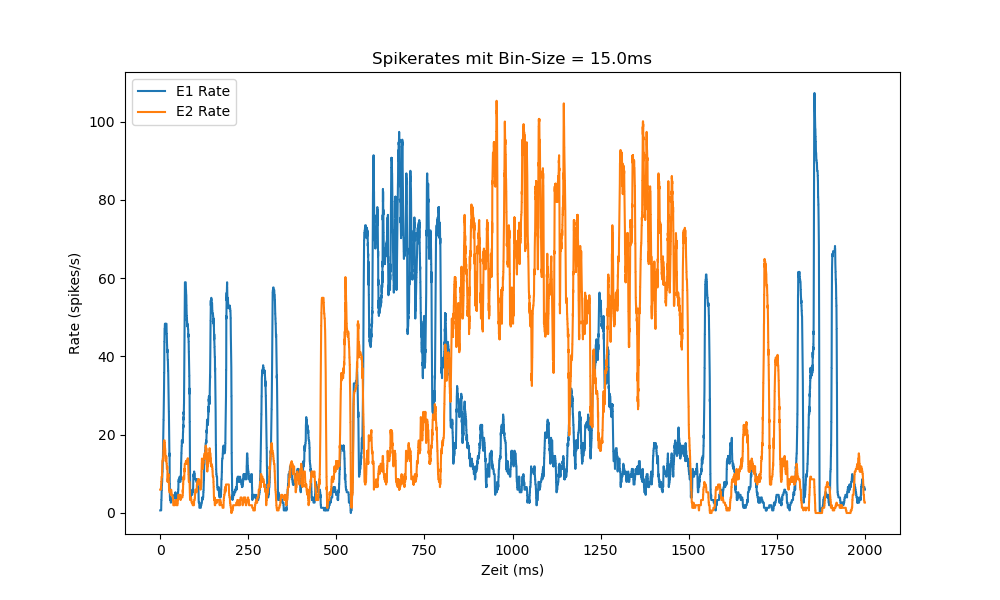 Spikerates mit Bin-Size = 15.0ms
E1 Rate
E2 Rate
100
80
60
40
20
0
Rate (spikes/s)
0 250 500 750 1000 1250 1500 1750 2000
Zeit (ms)